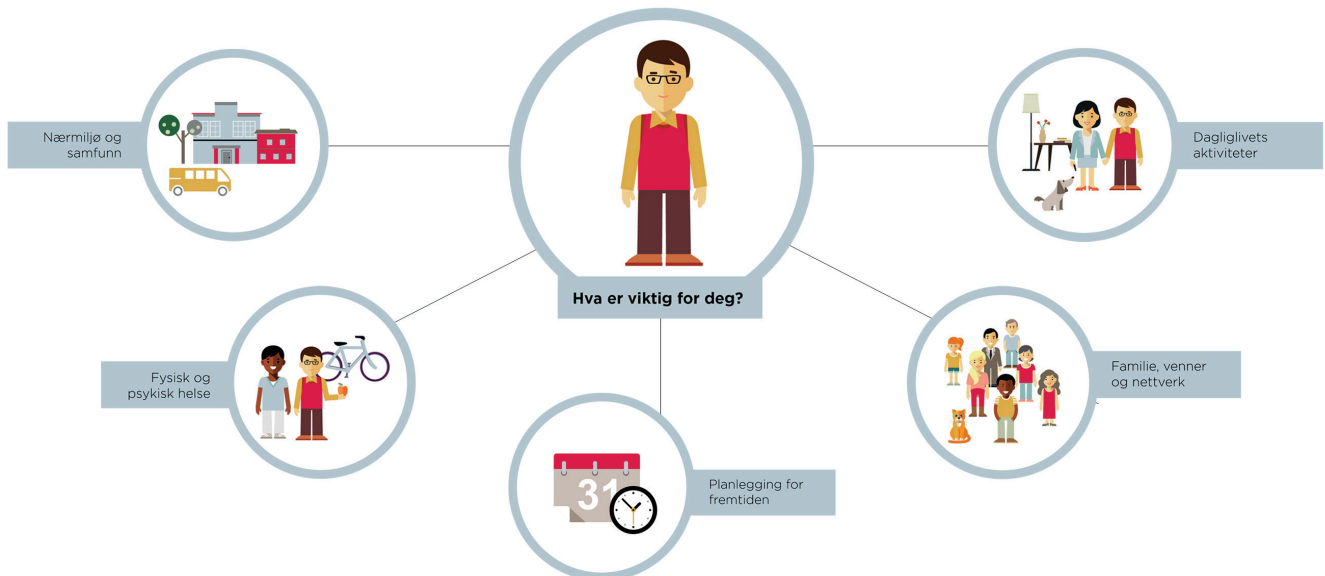 Nærmiljø og
samfunn
Dagliglivets
aktiviteter
Hva er viktig for deg?
Fysisk og
psykisk helse
Familie, venner
og nettverk
31
Planlegging for
fremtiden